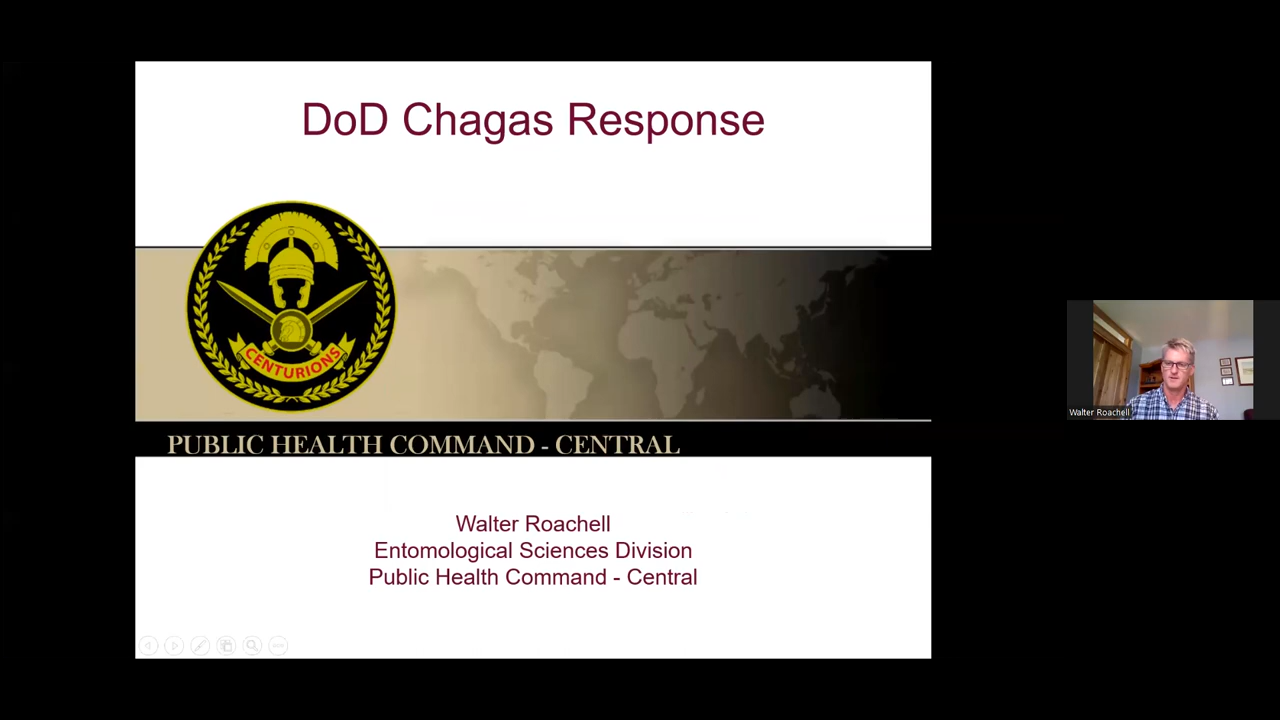 DoD Chagas Response
CENTURIONS
PUBLIC HEALTH COMMAND - CENTRAL
Walter Roachell
Entomological Sciences Division
Public Health Command - Central
Walter Roachell